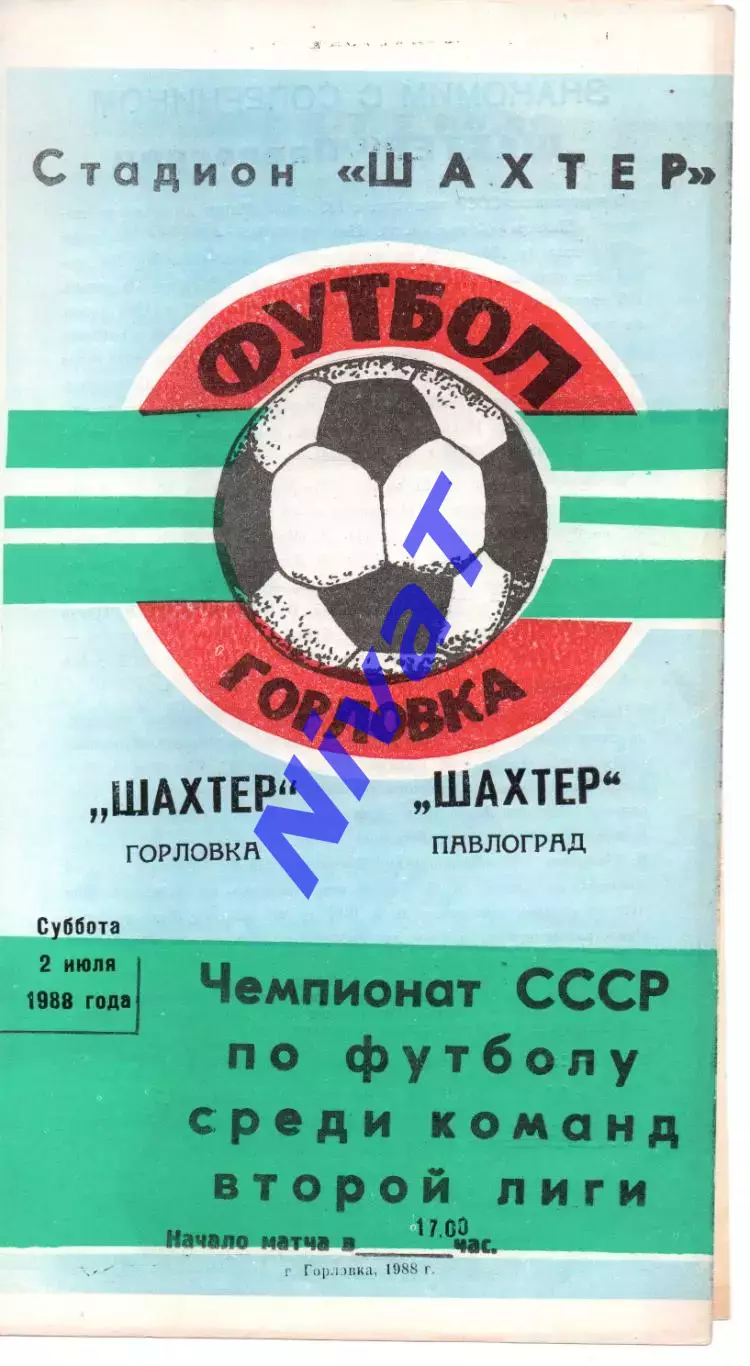 Стадион «ШАХТЕР»
ФУТБОЛ
ГОРЛОВКА
NivaT
„ШАХТЕР“ „ШАХТЕР“
ГОРЛОВКА ПАВЛОГРАД
Суббота
2 июля
1988 года
Чемпионат СССР
по футболу
среди команд
второй лиги
Начало матча в 17.00 час.
г Горловка, 1988 г.